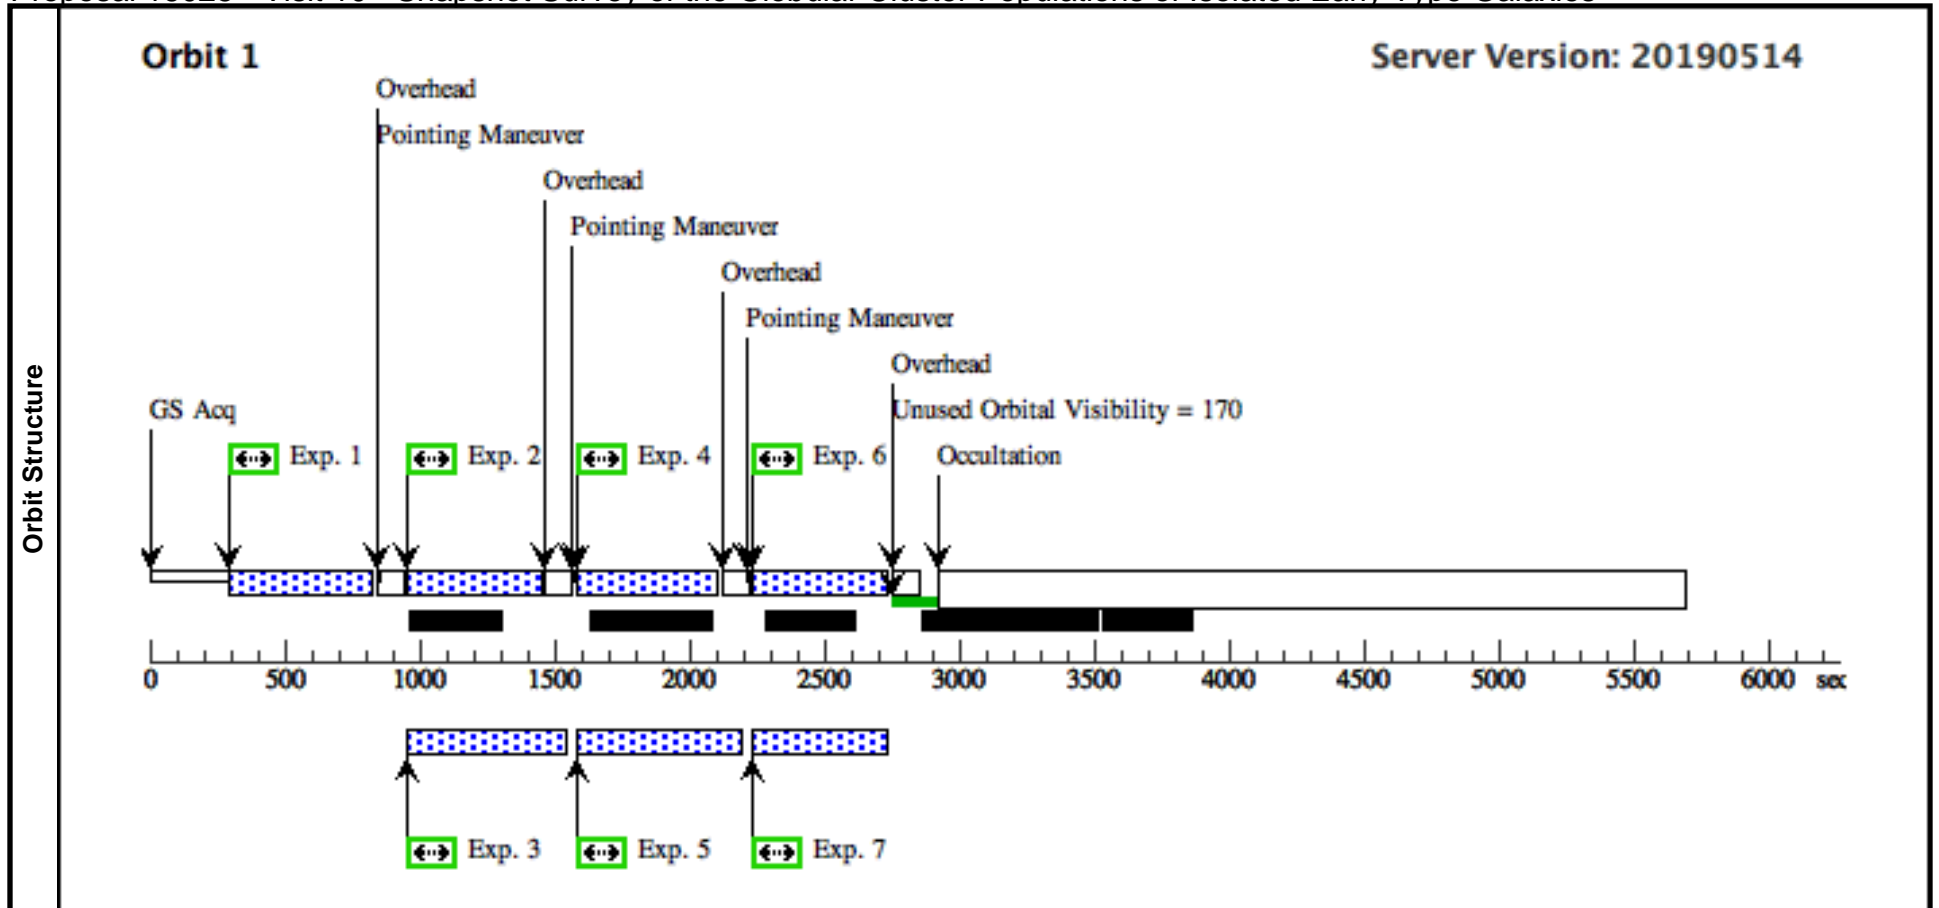 Orbit 1
Server Version: 20190514
Overhead
Pointing Maneuver
Overhead
Pointing Maneuver
Overhead
Pointing Maneuver
Overhead
GS Acq
Unused Orbital Visibility = 170
Exp. 1
Exp. 2
Exp. 4
Exp. 6
Occultation
Orbit Structure
0 500 1000 1500 2000 2500 3000 3500 4000 4500 5000 5500 6000 sec
Exp. 3
Exp. 5
Exp. 7